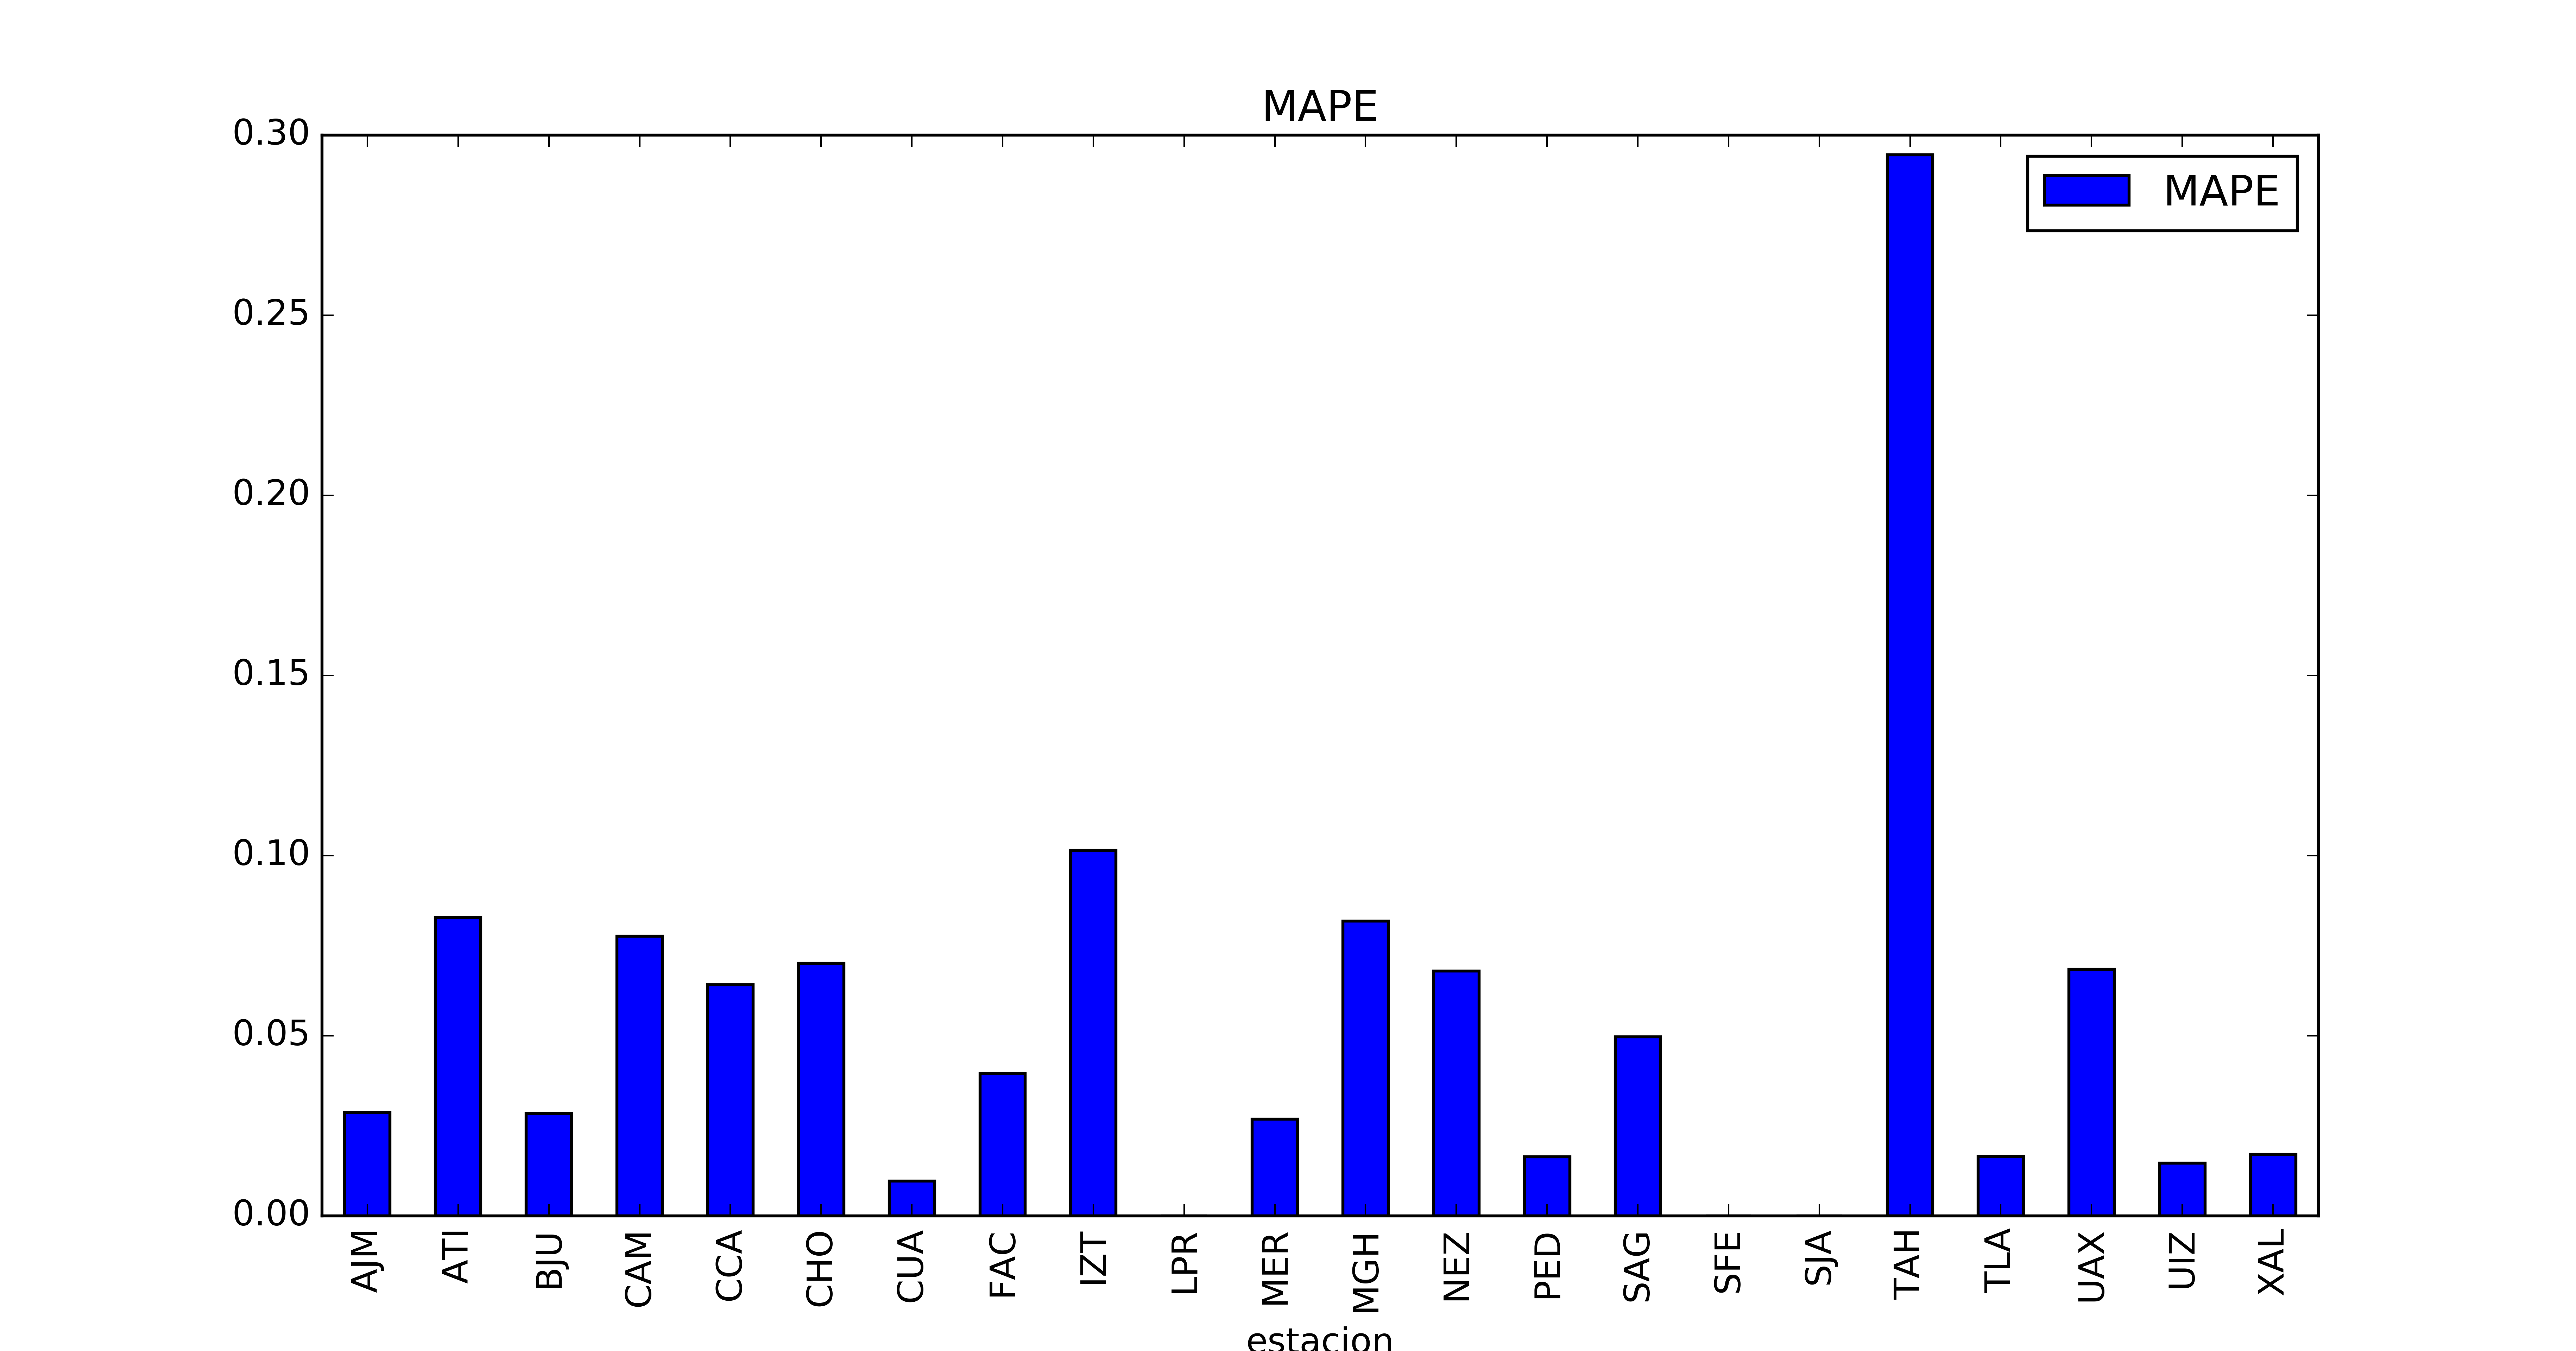 MAPE
0.30
0.25
0.20
0.15
0.10
0.05
0.00
MAPE
AJM
ATI
BJU
CAM
CCA
CHO
CUA
FAC
IZT
LPR
MER
MGH
NEZ
PED
SAG
SFE
SJA
TAH
TLA
UAX
UIZ
XAL
estacion